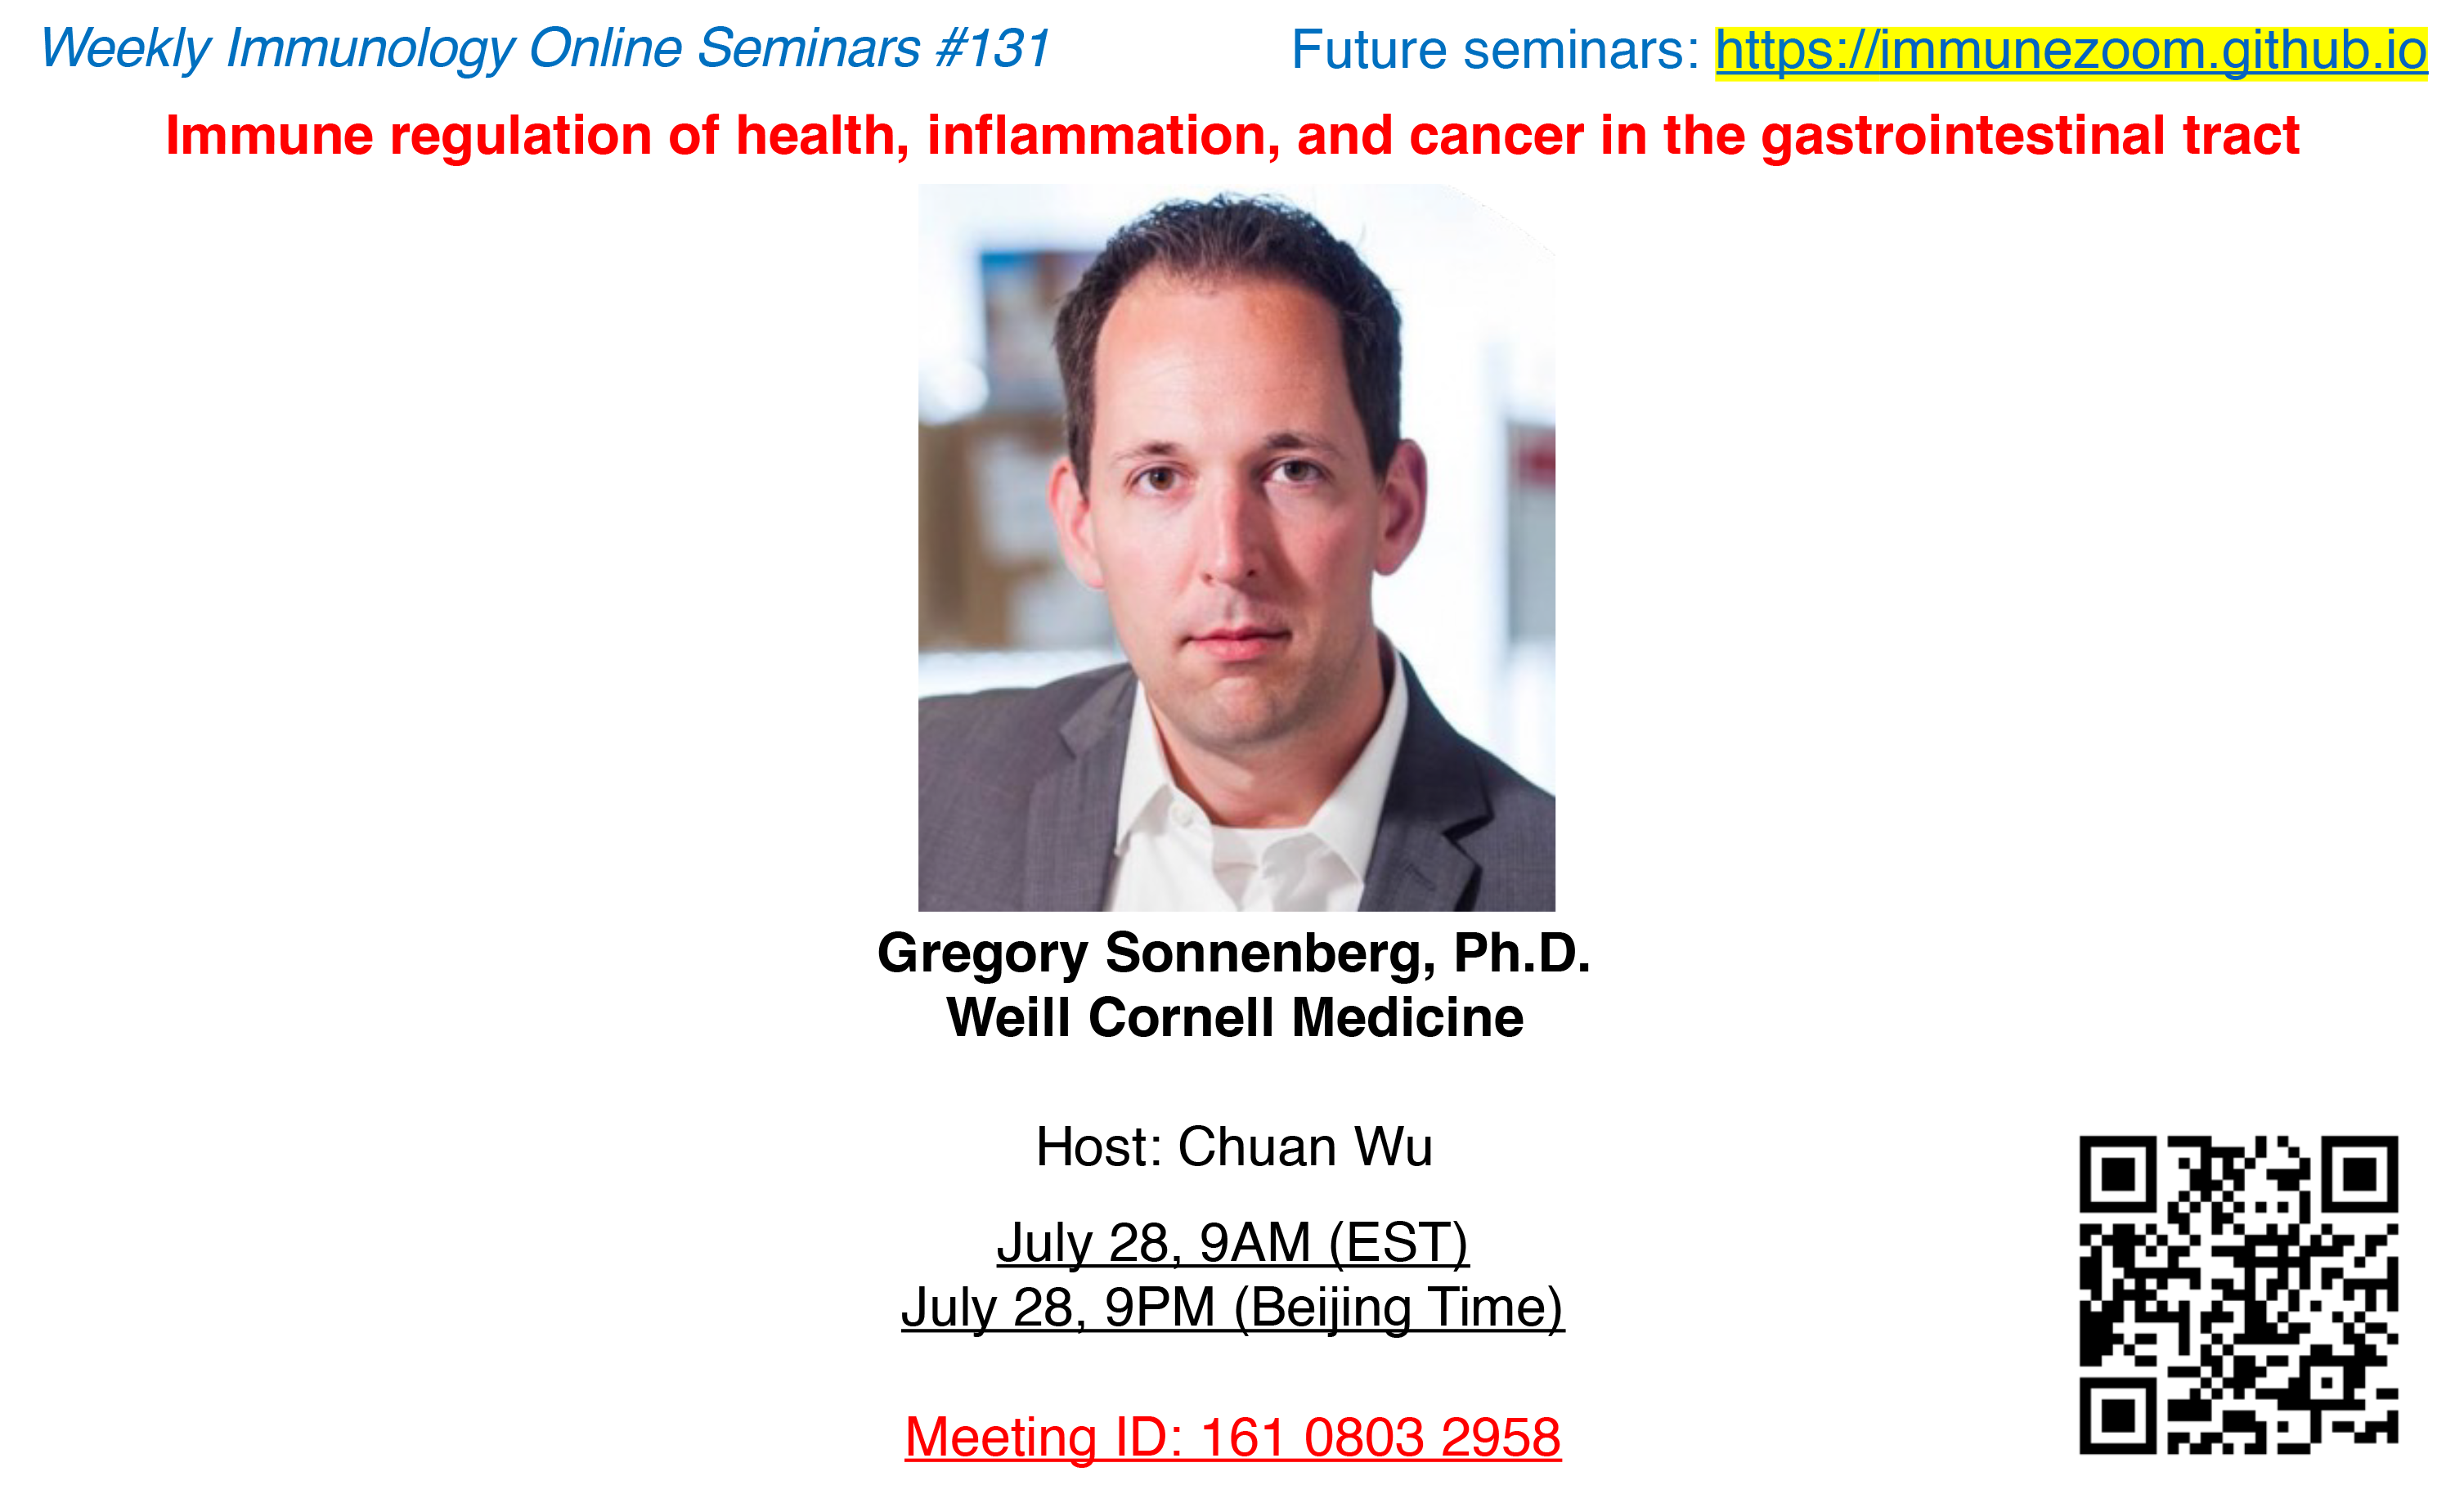 Weekly Immunology Online Seminars #131
Future seminars: https://immunezoom.github.io
Immune regulation of health, inflammation, and cancer in the gastrointestinal tract
Gregory Sonnenberg, Ph.D.
Weill Cornell Medicine
Host: Chuan Wu
July 28, 9AM (EST)
July 28, 9PM (Beijing Time)
Meeting ID: 161 0803 2958